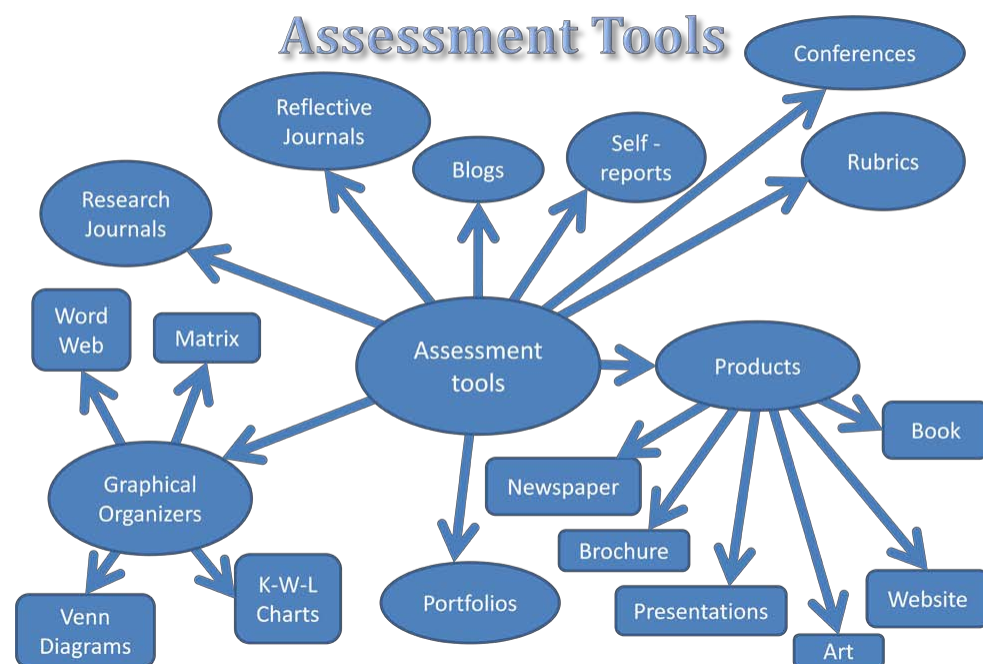 Assessment Tools
Conferences
Reflective
Journals
Blogs
Self -
reports
Rubrics
Research
Journals
Word
Web
Matrix
Assessment
tools
Products
Book
Graphical
Organizers
Newspaper
Brochure
K-W-L
Charts
Venn
Diagrams
Portfolios
Presentations
Website
Art